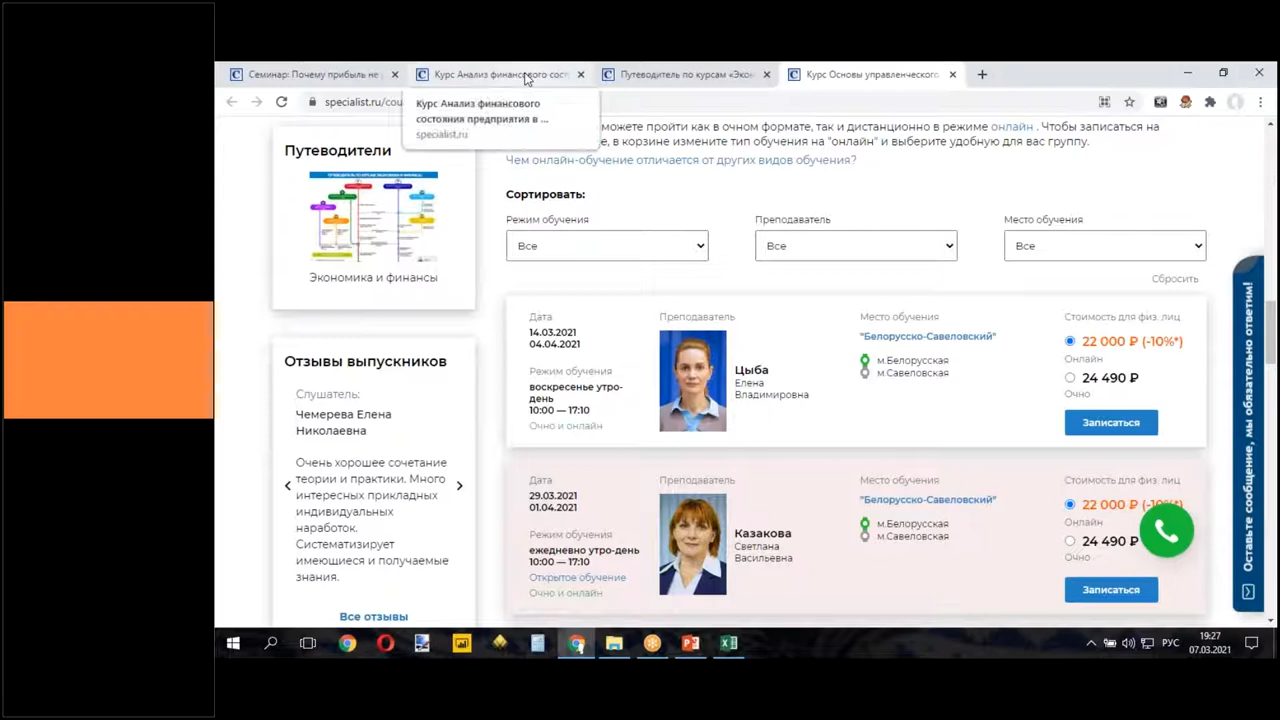 Семинар: Почему прибыль не
Курс Анализ финансового сост
Путеводитель по курсам «Экон
Курс Основы управленческого
specialist.ru/cou
Курс Анализ финансового
состояния предприятия в ...
specialist.ru
можете пройти как в очном формате, так и дистанционно в режиме онлайн . Чтобы записаться на
е, в корзине измените тип обучения на "онлайн" и выберите удобную для вас группу.
Чем онлайн-обучение отличается от других видов обучения?
Путеводители
Экономика и финансы
Сортировать:
Режим обучения
Преподаватель
Место обучения
Все
Все
Все
Сбросить
Отзывы выпускников
Слушатель:
Чемерева Елена
Николаевна
Очень хорошее сочетание
теории и практики. Много
интересных прикладных
индивидуальных
наработок.
Систематизирует
имеющиеся и получаемые
знания.
Все отзывы
Дата
14.03.2021
04.04.2021
Режим обучения
воскресенье утро-
день
10:00 — 17:10
Очно и онлайн
Преподаватель
Цыба
Елена
Владимировна
Место обучения
"Белорусско-Савеловский"
м.Белорусская
м.Савеловская
Стоимость для физ. лиц
22 000 ₽ (-10%*)
Онлайн
24 490 ₽
Очно
Записаться
Дата
29.03.2021
01.04.2021
Режим обучения
ежедневно утро-день
10:00 — 17:10
Открытое обучение
Очно и онлайн
Преподаватель
Казакова
Светлана
Васильевна
Место обучения
"Белорусско-Савеловский"
м.Белорусская
м.Савеловская
Стоимость для физ. лиц
22 000 ₽ (-10%*)
Онлайн
24 490 ₽
Очно
Записаться
Оставьте сообщение, мы обязательно ответим!
РУС
19:27
07.03.2021